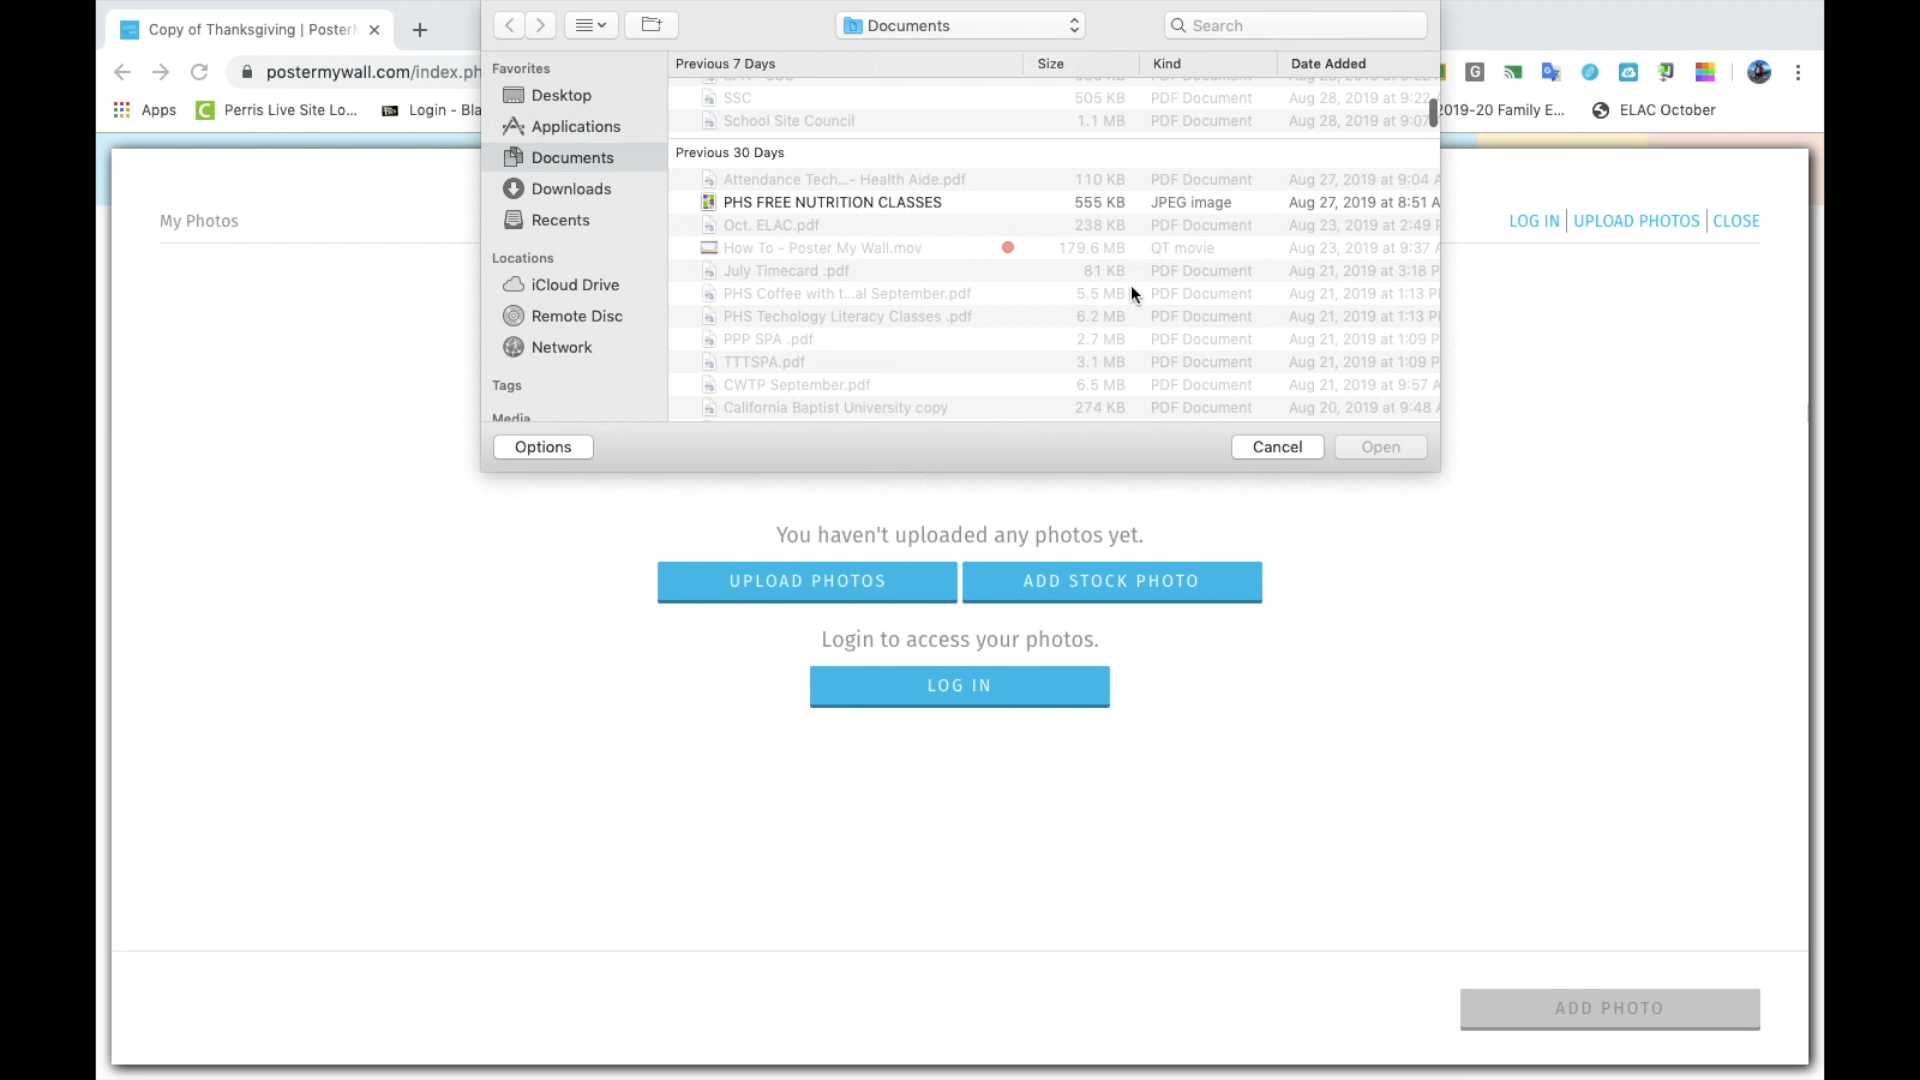 Copy of Thanksgiving | Poster
postermywall.com/index.ph
Apps
Perris Live Site Lo...
Login - Bla
2019-20 Family E...
ELAC October
Documents
Search
Favorites
Desktop
Applications
Documents
Downloads
Recents
Locations
iCloud Drive
Remote Disc
Network
Tags
Media
Previous 7 Days Size Kind Date Added
SSC 505 KB PDF Document Aug 28, 2019 at 9:22
School Site Council 1.1 MB PDF Document Aug 28, 2019 at 9:07
Previous 30 Days
Attendance Tech...- Health Aide.pdf 110 KB PDF Document Aug 27, 2019 at 9:04 A
PHS FREE NUTRITION CLASSES 555 KB JPEG image Aug 27, 2019 at 8:51 A
Oct. ELAC.pdf 238 KB PDF Document Aug 23, 2019 at 2:49
How To - Poster My Wall.mov 179.6 MB QT movie Aug 23, 2019 at 9:37 A
July Timecard .pdf 81 KB PDF Document Aug 21, 2019 at 3:18 P
PHS Coffee with t...al September.pdf 5.5 MB PDF Document Aug 21, 2019 at 1:13 P
PHS Techology Literacy Classes .pdf 6.2 MB PDF Document Aug 21, 2019 at 1:13 P
PPP SPA .pdf 2.7 MB PDF Document Aug 21, 2019 at 1:09 P
TTTSPA.pdf 3.1 MB PDF Document Aug 21, 2019 at 1:09 P
CWTP September.pdf 6.5 MB PDF Document Aug 21, 2019 at 9:57 A
California Baptist University copy 274 KB PDF Document Aug 20, 2019 at 9:48 A
Options
Cancel
Open
My Photos
LOG IN | UPLOAD PHOTOS | CLOSE
You haven't uploaded any photos yet.
UPLOAD PHOTOS
ADD STOCK PHOTO
Login to access your photos.
LOG IN
ADD PHOTO